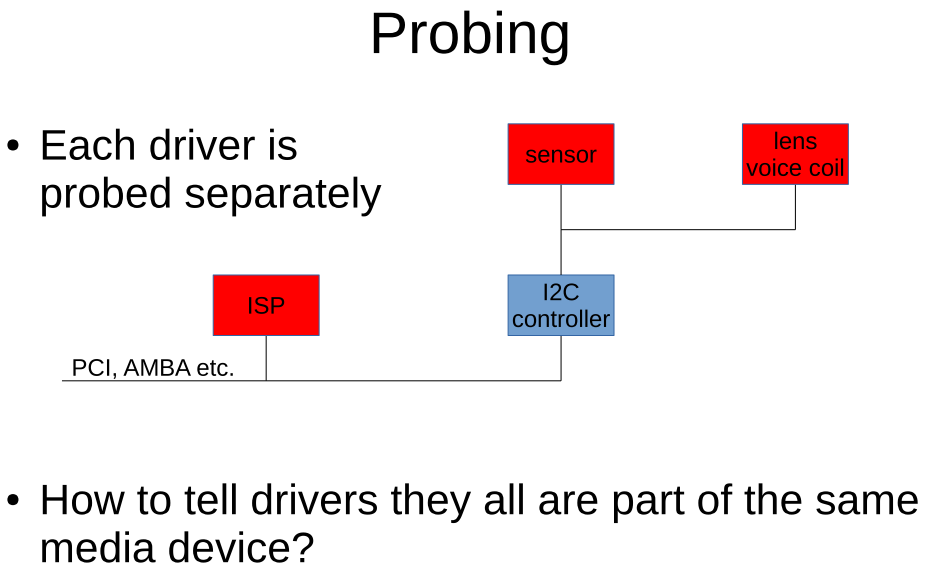 Probing
• Each driver is
probed separately
sensor
lens
voice coil
ISP
I2C
controller
PCI, AMBA etc.
• How to tell drivers they all are part of the same
media device?